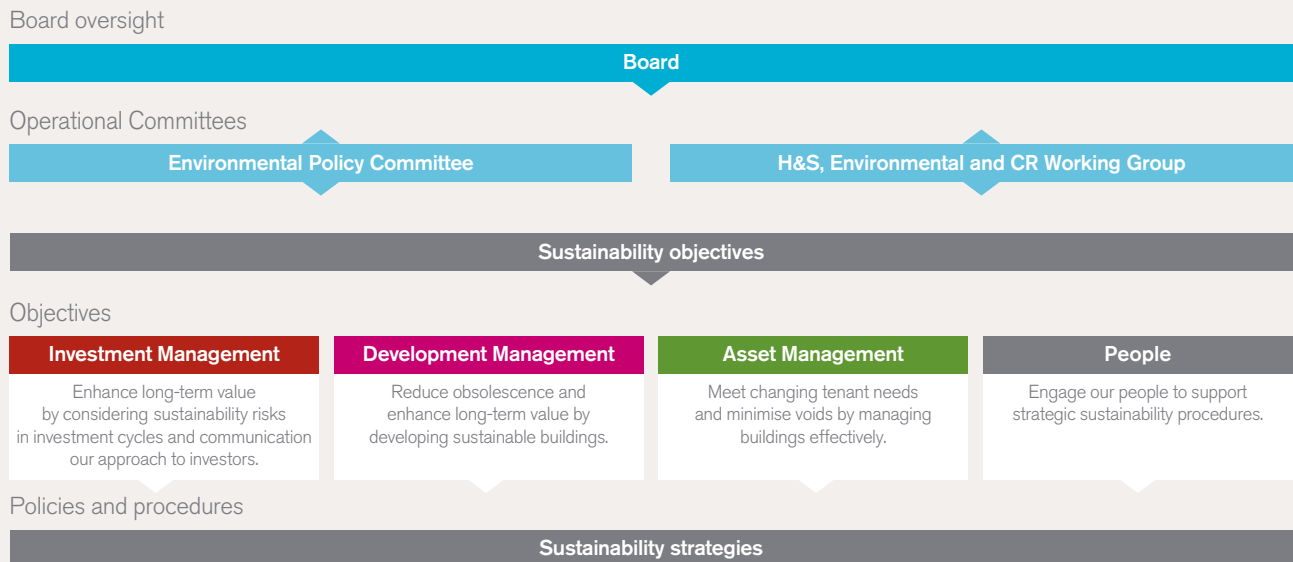 Board oversight
Board
Operational Committees
Environmental Policy Committee
H&S, Environmental and CR Working Group
Sustainability objectives
Objectives
Investment Management
Enhance long-term value
by considering sustainability risks
in investment cycles and communication
our approach to investors.
Development Management
Reduce obsolescence and
enhance long-term value by
developing sustainable buildings.
Asset Management
Meet changing tenant needs
and minimise voids by managing
buildings effectively.
People
Engage our people to support
strategic sustainability procedures.
Policies and procedures
Sustainability strategies